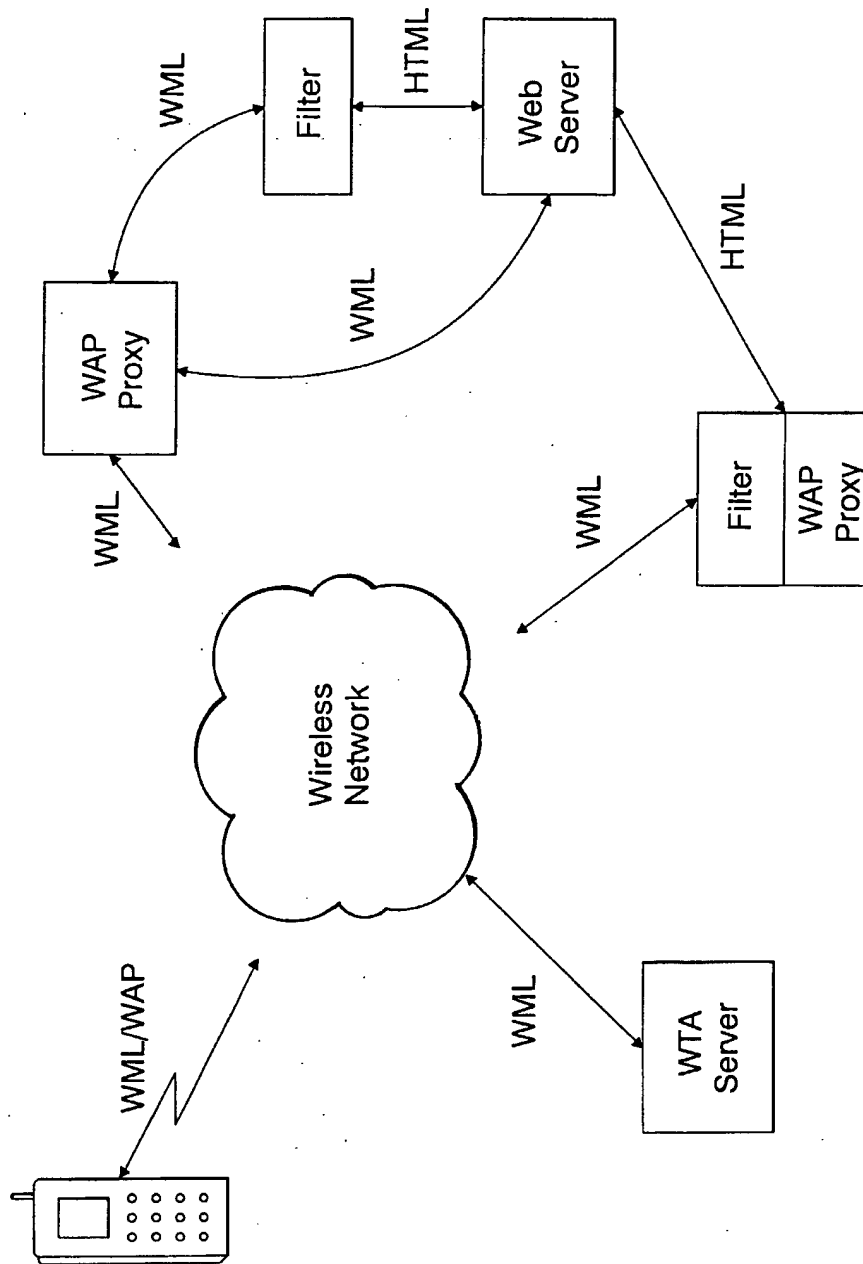 WML/WAP
Wireless
Network
WML
WTA
Server
WML
WAP
Proxy
WML
Filter
WML
HTML
Web
Server
WML
Filter
WAP
Proxy
HTML